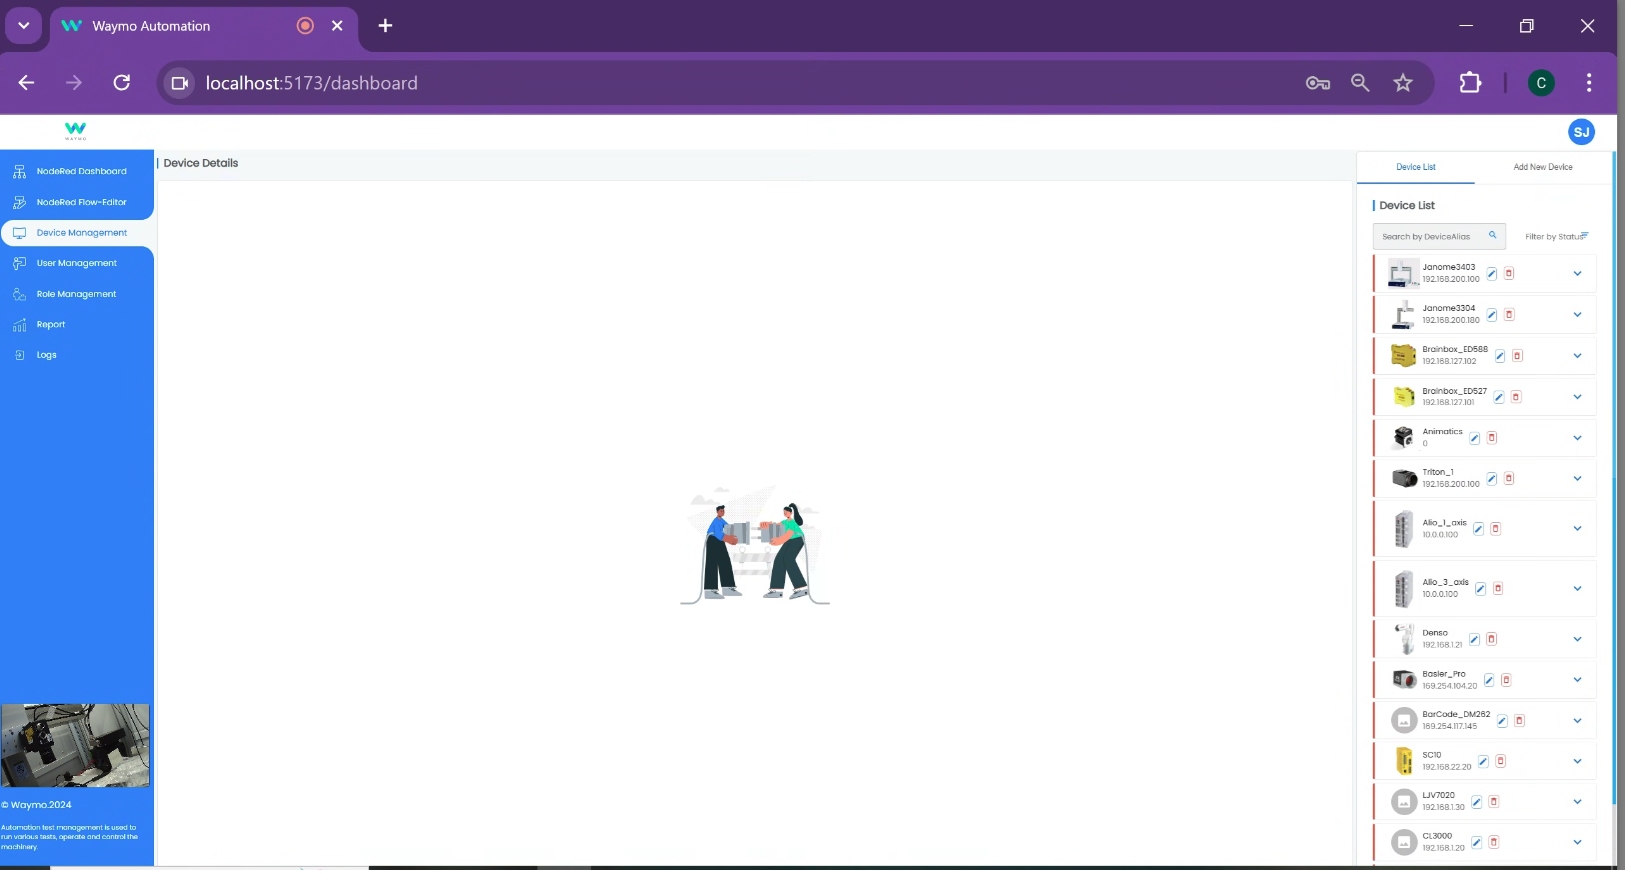 Waymo Automation
localhost:5173/dashboard
C
WAYMO
SJ
NodeRed Dashboard
NodeRed Flow-Editor
Device Management
User Management
Role Management
Report
Logs
© Waymo.2024
Automation test management is used to
run various tests, operate and control the
machinery.
Device Details
Device List
Add New Device
Device List
Search by DeviceAlias
Filter by Status
Janome3403
192.168.200.100
Janome3304
192.168.200.180
Brainbox_ED588
192.168.127.102
Brainbox_ED527
192.168.127.101
Animatics
0
Triton_1
192.168.200.100
Alio_1_axis
10.0.0.100
Alio_3_axis
10.0.0.100
Denso
192.168.1.21
Basler_Pro
169.254.104.20
BarCode_DM262
169.254.117.145
SC10
192.168.22.20
LJV7020
192.168.1.30
CL3000
192.168.1.20